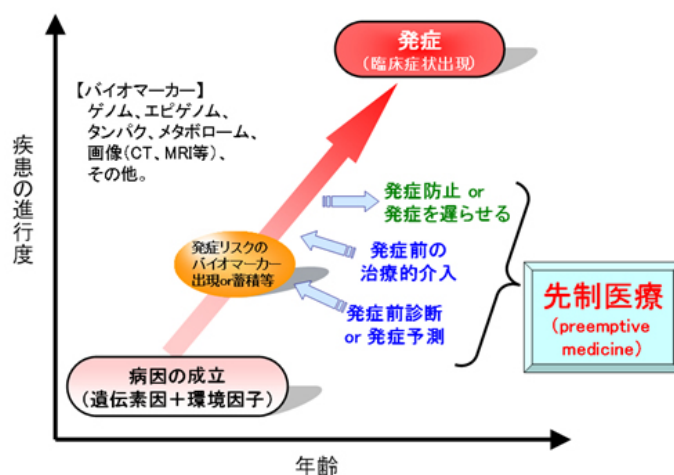 発症
(臨床症状出現)
【バイオマーカー】
ゲノム、エピゲノム、
タンパク、メタボローム、
画像(CT、MRI等)、
その他。
疾患の進行度
発症防止 or
発症を遅らせる
発症リスクの
バイオマーカー
出現or蓄積等
発症前の
治療的介入
発症前診断
or 発症予測
先制医療
(preemptive
medicine)
病因の成立
(遺伝素因+環境因子)
年齢